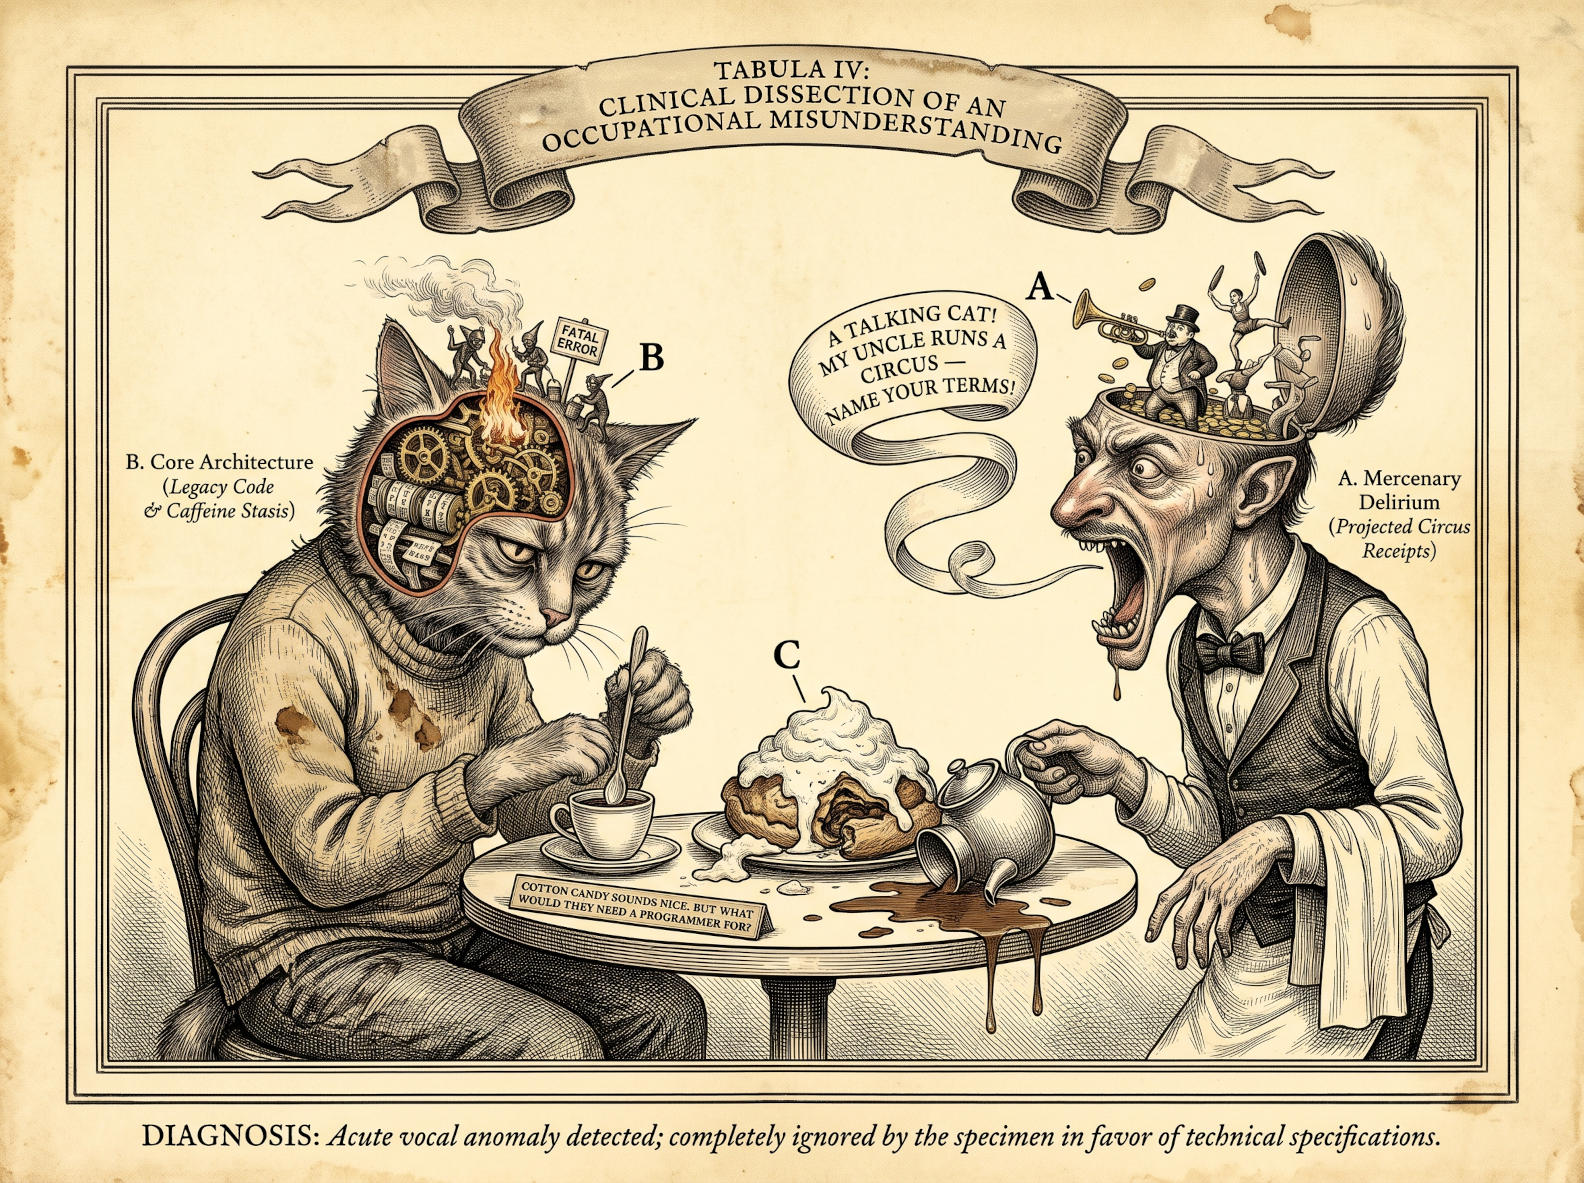 TABULA IV:
CLINICAL DISSECTION OF AN
OCCUPATIONAL MISUNDERSTANDING
A
A TALKING CAT!
MY UNCLE RUNS A
CIRCUS —
NAME YOUR TERMS!
FATAL
ERROR
B
B. Core Architecture
(Legacy Code
& Caffeine Stasis)
A. Mercenary
Delirium
(Projected Circus
Receipts)
C
COTTON CANDY SOUNDS NICE. BUT WHAT
WOULD THEY NEED A PROGRAMMER FOR?
DIAGNOSIS: Acute vocal anomaly detected; completely ignored by the specimen in favor of technical specifications.